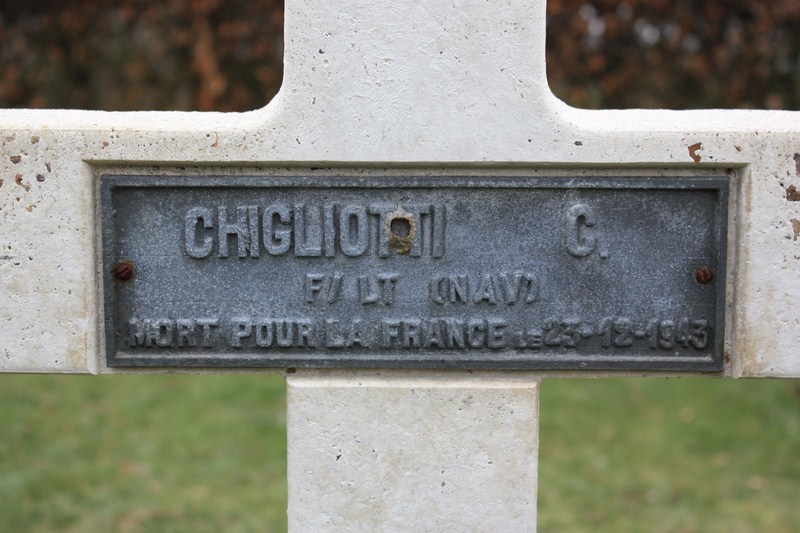 CHIGLIOTTI G.
F/LT (NAV)
MORT POUR LA FRANCE LE 23-12-1943